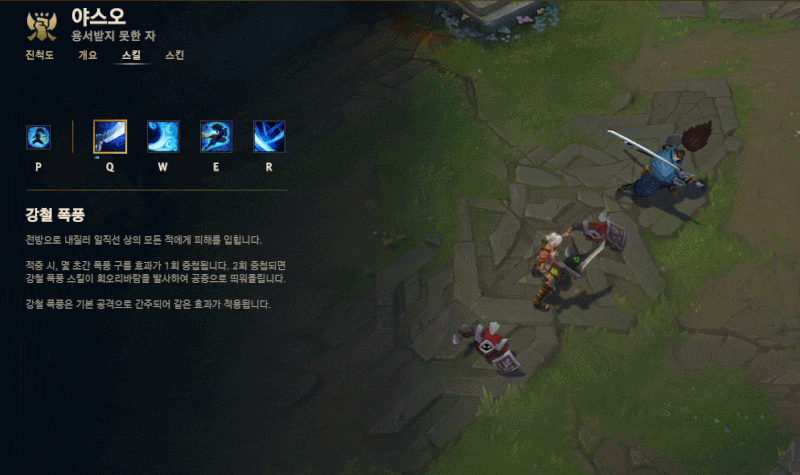 야스오
용서받지 못한 자
진척도 개요 스킬 스킨
P Q W E R
강철 폭풍
전방으로 내질러 일직선 상의 모든 적에게 피해를 입힙니다.
적중 시, 몇 초간 폭풍 구름 효과가 1회 중첩됩니다. 2회 중첩되면
강철 폭풍 스킬이 회오리바람을 발사하여 공중으로 띄워올립니다.
강철 폭풍은 기본 공격으로 간주되어 같은 효과가 적용됩니다.